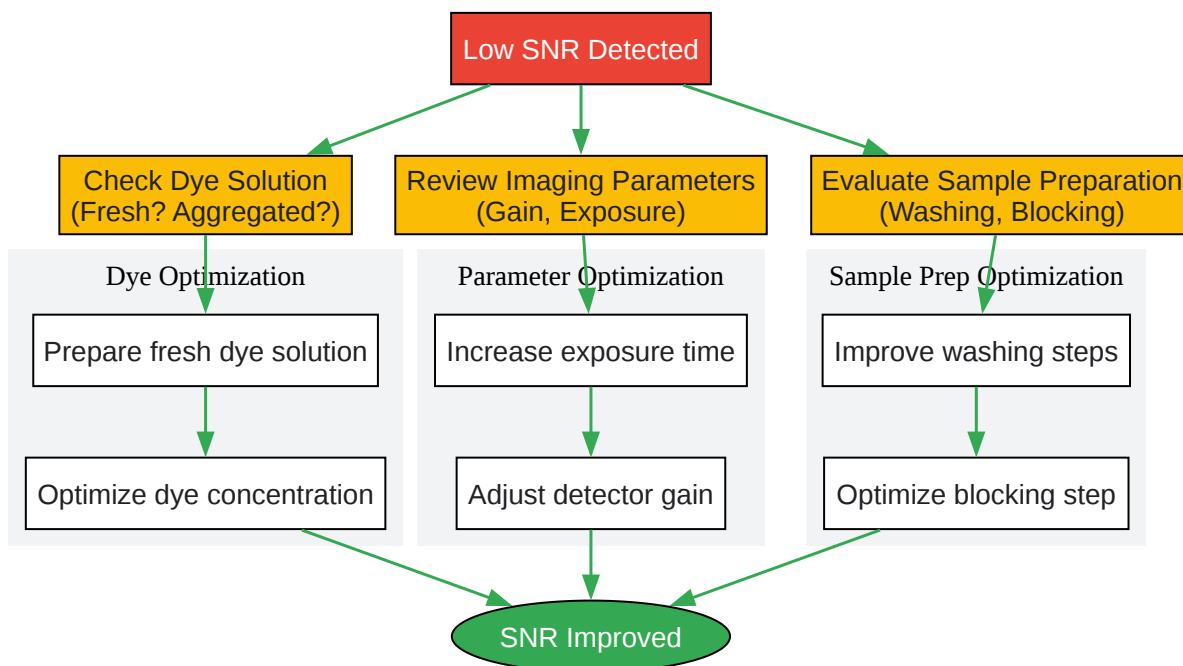 Low SNR Detected
Check Dye Solution
(Fresh? Aggregated?)
Review Imaging Parameters
(Gain, Exposure)
Evaluate Sample Preparation
(Washing, Blocking)
Dye Optimization
Prepare fresh dye solution
Optimize dye concentration
Parameter Optimization
Increase exposure time
Adjust detector gain
Sample Prep Optimization
Improve washing steps
Optimize blocking step
SNR Improved